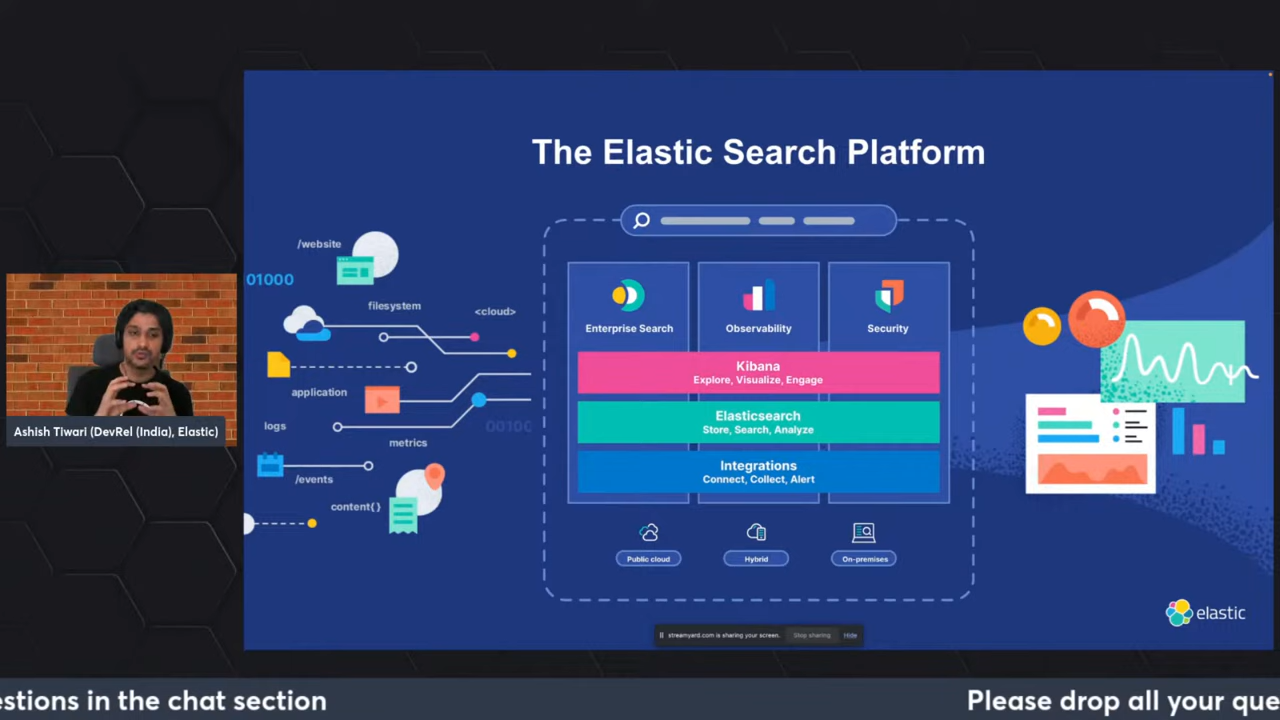 The Elastic Search Platform
/website
01000
filesystem
<cloud>
application
logs
00100
metrics
/events
content{}
Enterprise Search
Observability
Security
Kibana
Explore, Visualize, Engage
Elasticsearch
Store, Search, Analyze
Integrations
Connect, Collect, Alert
Public cloud
Hybrid
On-premises
elastic
streamyard.com is sharing your screen.
Stop sharing
Hide
Ashish Tiwari (DevRel (India), Elastic)
estions in the chat section
Please drop all your que